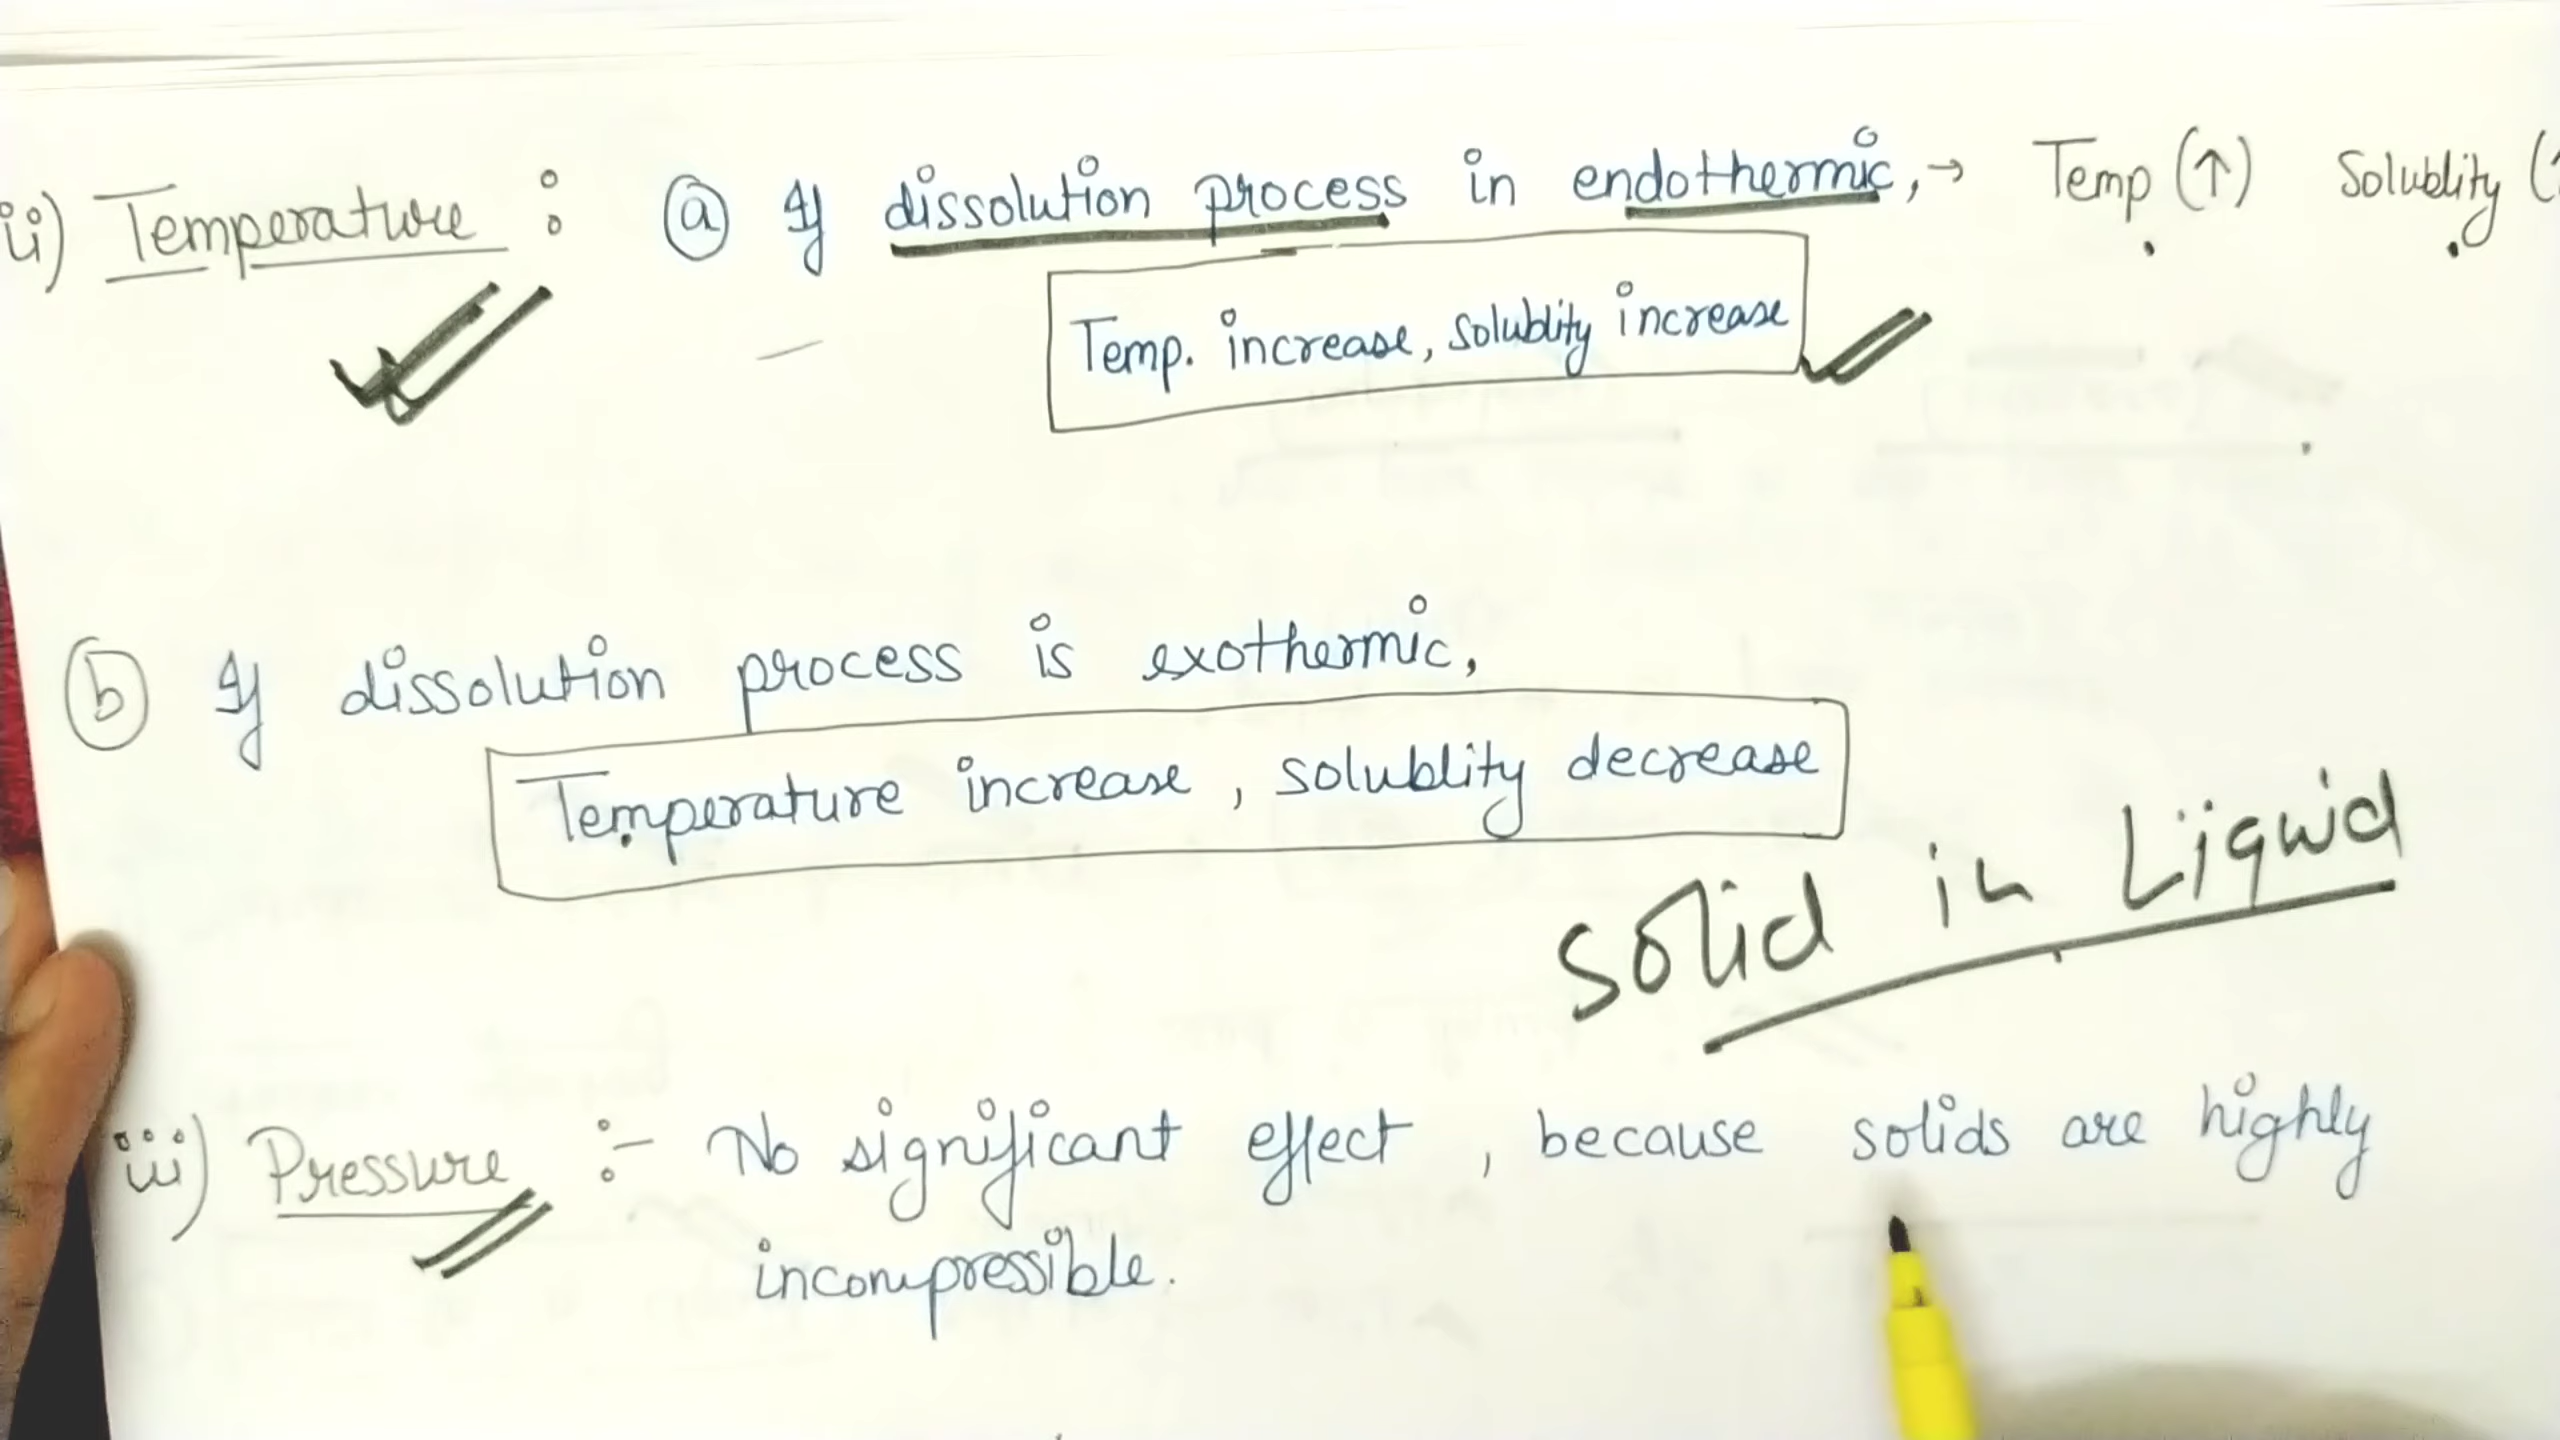 ii) Temperature : (a) If dissolution process in endothermic, → Temp (↑) Solublity (
Temp. increase, solublity increase
(b) If dissolution process is exothermic,
Temperature increase, solublity decrease
Solid in Liquid
iii) Pressure :- No significant effect, because solids are highly
incompressible.